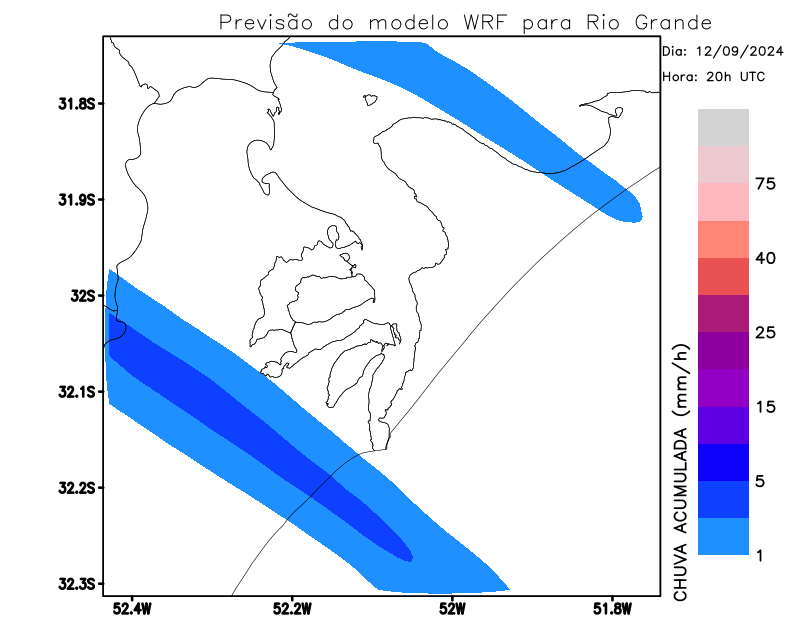 Previsão do modelo WRF para Rio Grande
Dia: 12/09/2024
Hora: 20h UTC
31.8S
31.9S
32S
32.1S
32.2S
32.3S
52.4W
52.2W
52W
51.8W
75
40
25
15
5
1
CHUVA ACUMULADA (mm/h)